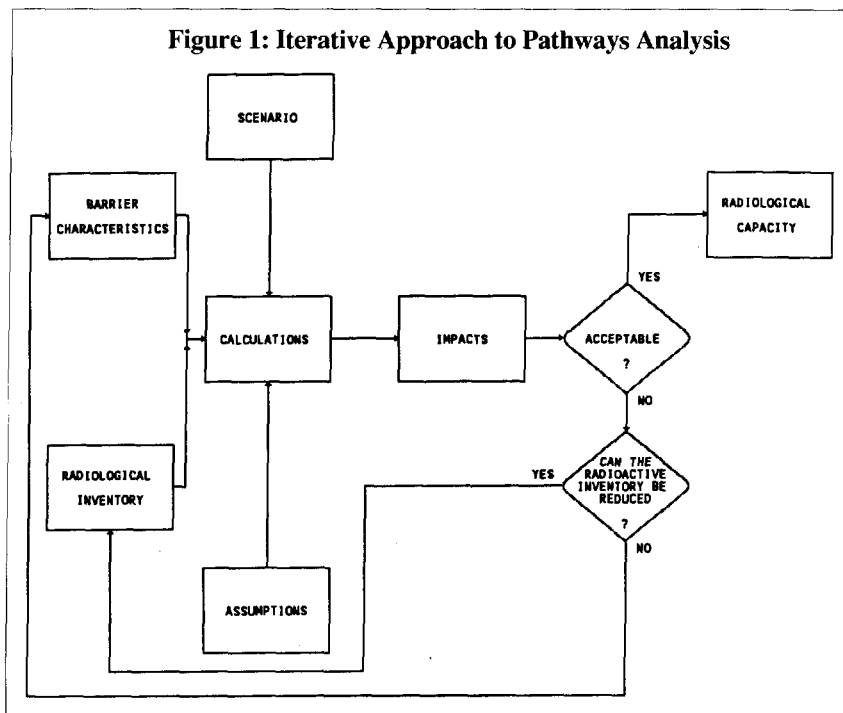 Figure 1: Iterative Approach to Pathways Analysis
SCENARIO
BARRIER
CHARACTERISTICS
RADIOLOGICAL
CAPACITY
YES
CALCULATIONS
IMPACTS
ACCEPTABLE
?
NO
RADIOLOGICAL
INVENTORY
YES
CAN THE
RADIOACTIVE
INVENTORY BE
REDUCED
?
NO
ASSUMPTIONS